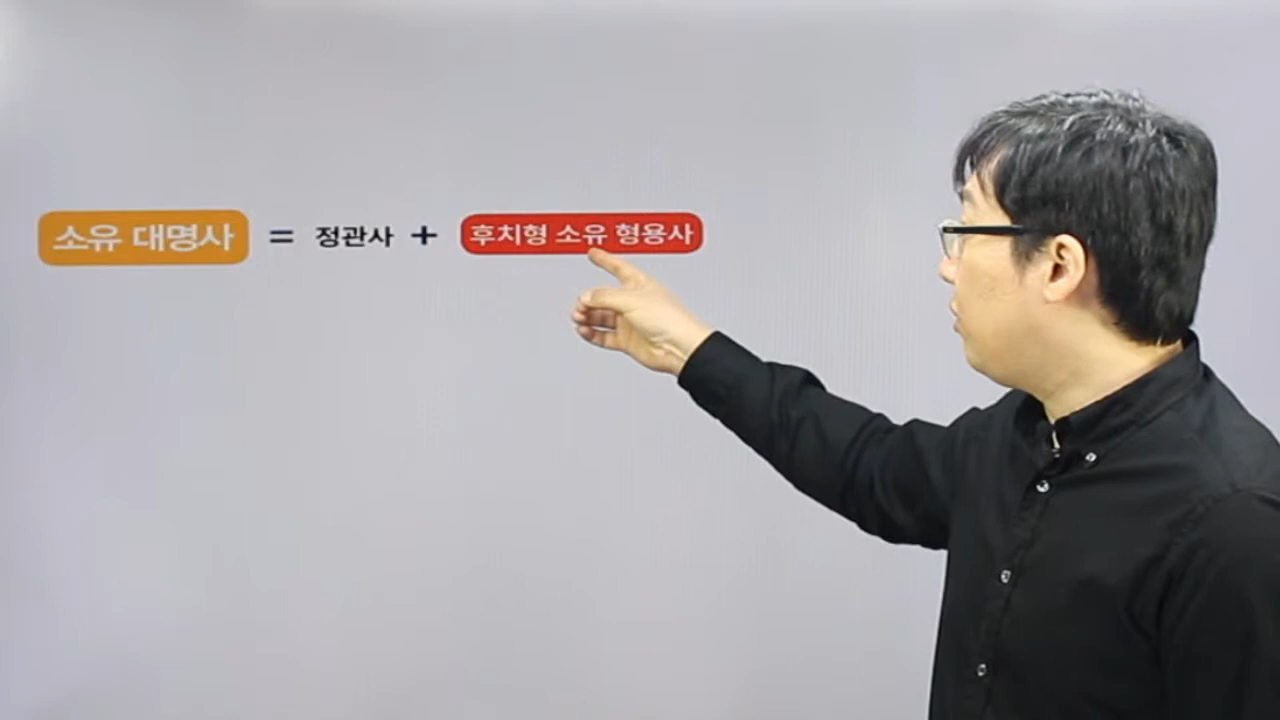 소유 대명사 = 정관사 + 후치형 소유 형용사